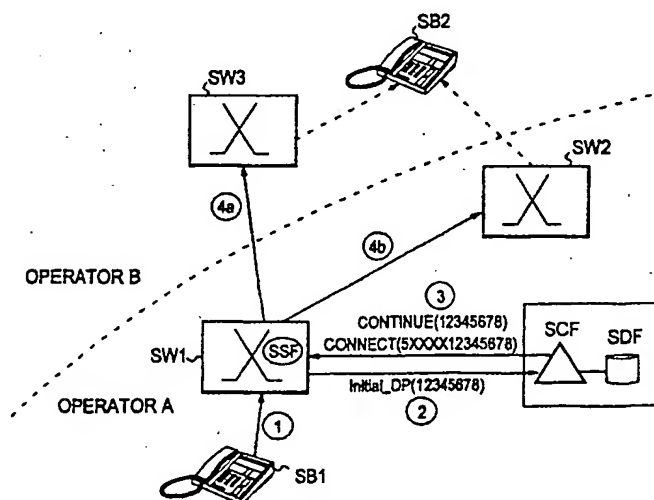 SB2
SW3
SW2
4a
4b
OPERATOR B
3
CONTINUE(12345678)
CONNECT(5XXXX12345678)
SCF
SDF
SSF
SW1
Initial_DP(12345678)
OPERATOR A
2
1
SB1